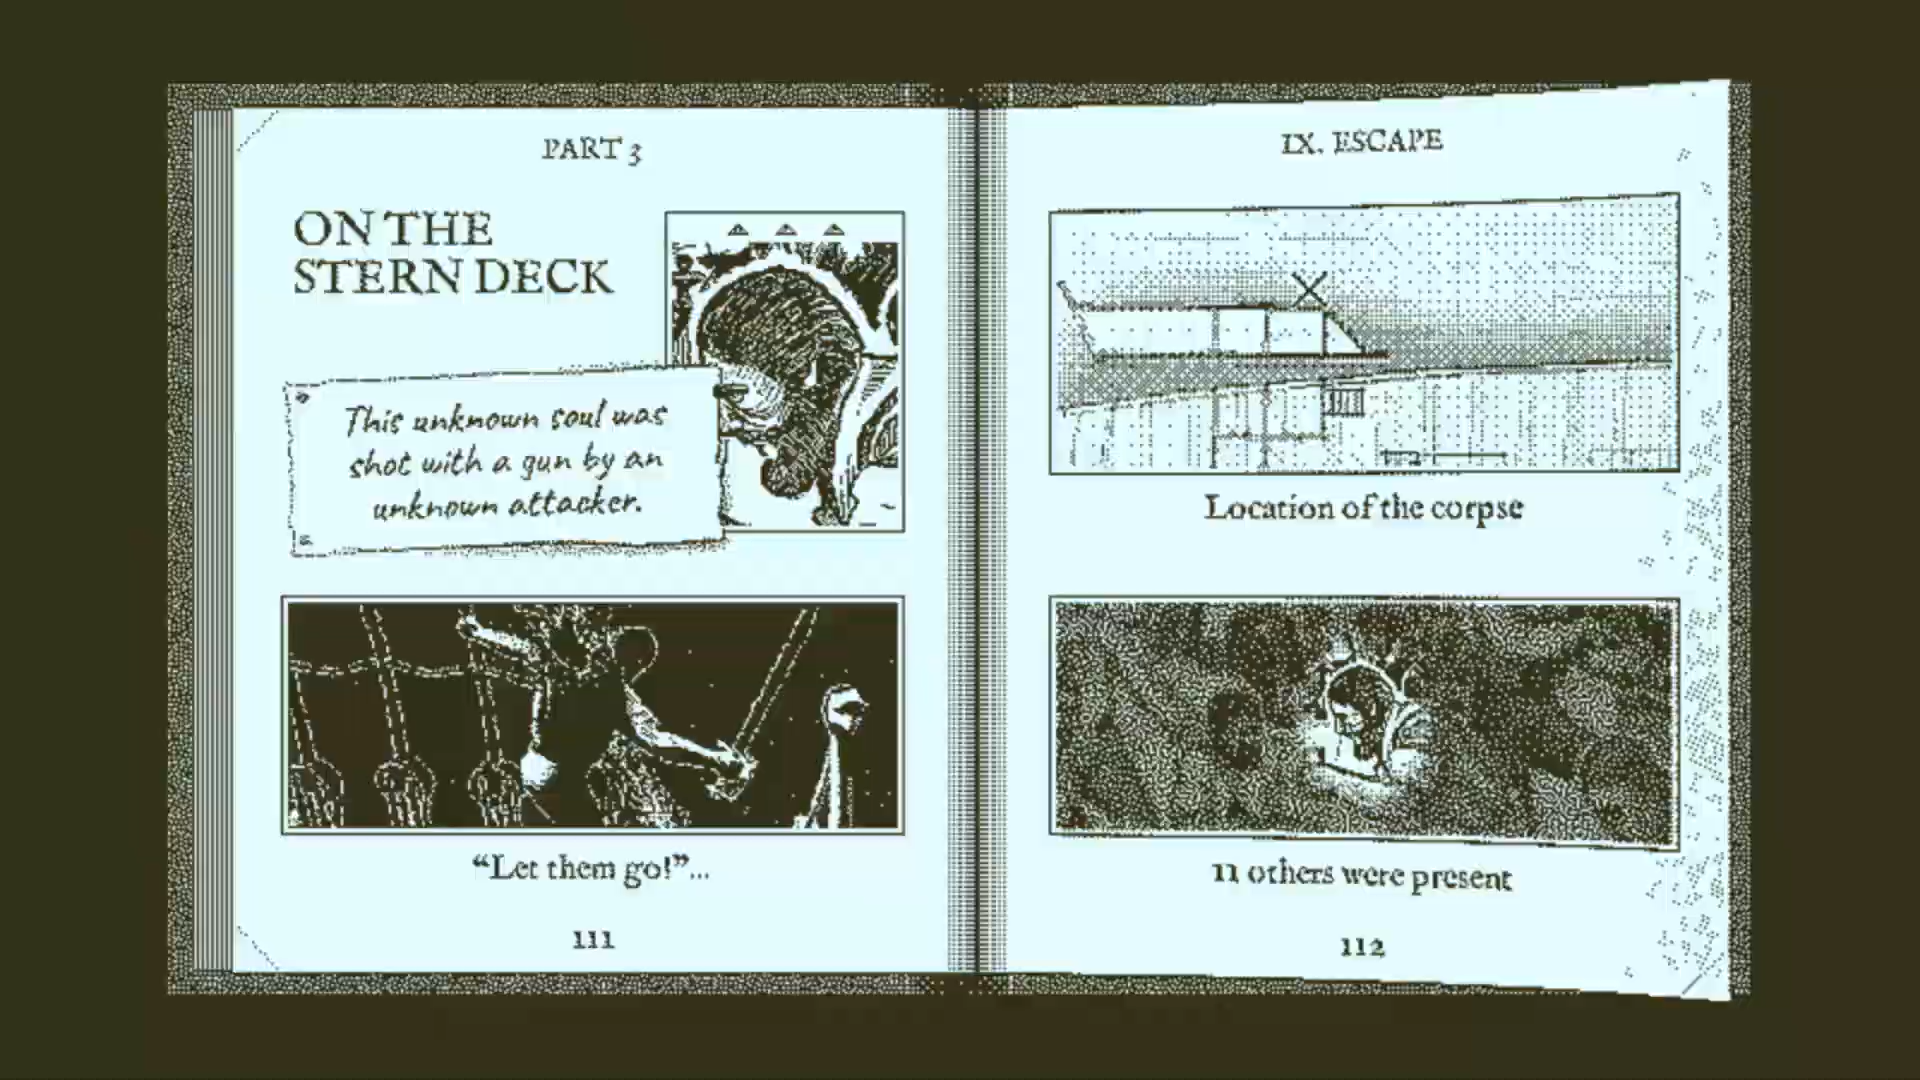 PART 3
ON THE
STERN DECK
This unknown soul was
shot with a gun by an
unknown attacker.
“Let them go!”...
111
IX. ESCAPE
Location of the corpse
11 others were present
112